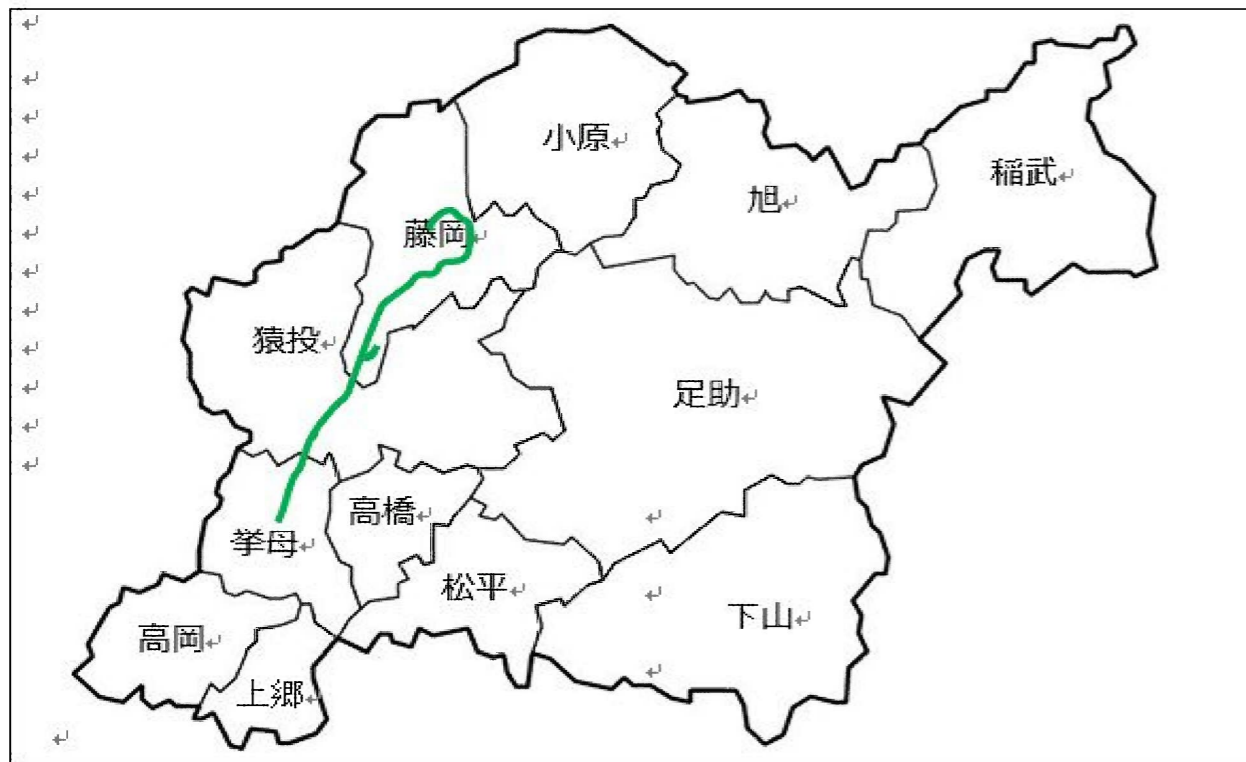 小原
旭
稲武
藤岡
猿投
足助
高橋
挙母
松平
下山
高岡
上郷